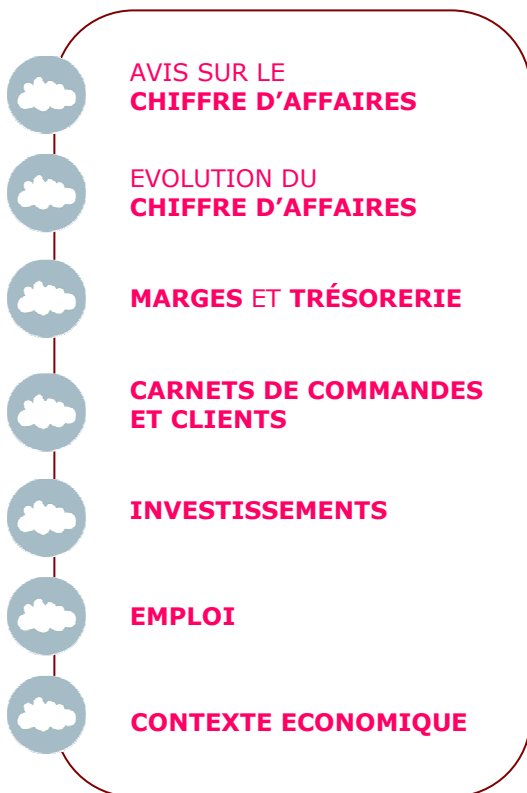 AVIS SUR LE
CHIFFRE D’AFFAIRES
EVOLUTION DU
CHIFFRE D’AFFAIRES
MARGES ET TRÉSORERIE
CARNETS DE COMMANDES
ET CLIENTS
INVESTISSEMENTS
EMPLOI
CONTEXTE ECONOMIQUE